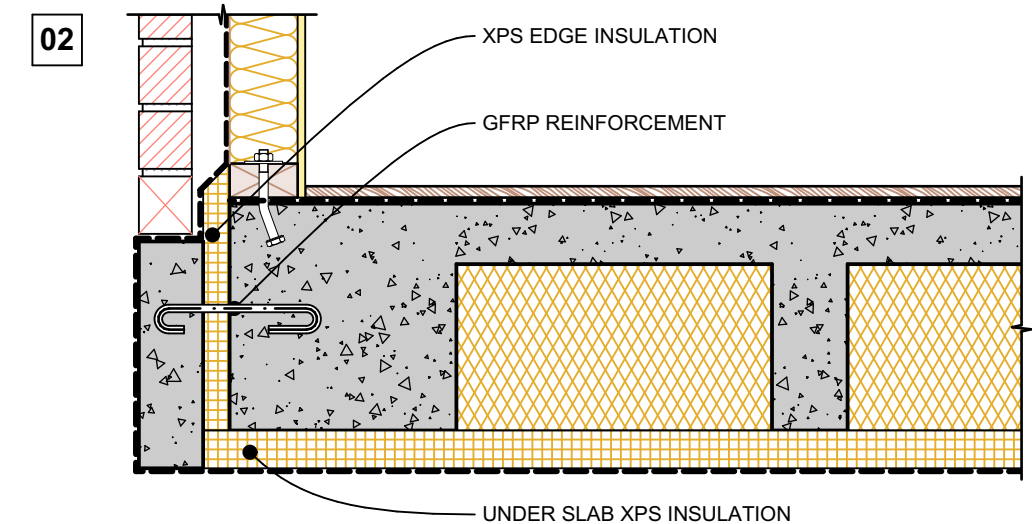 02
XPS EDGE INSULATION
GFRP REINFORCEMENT
UNDER SLAB XPS INSULATION